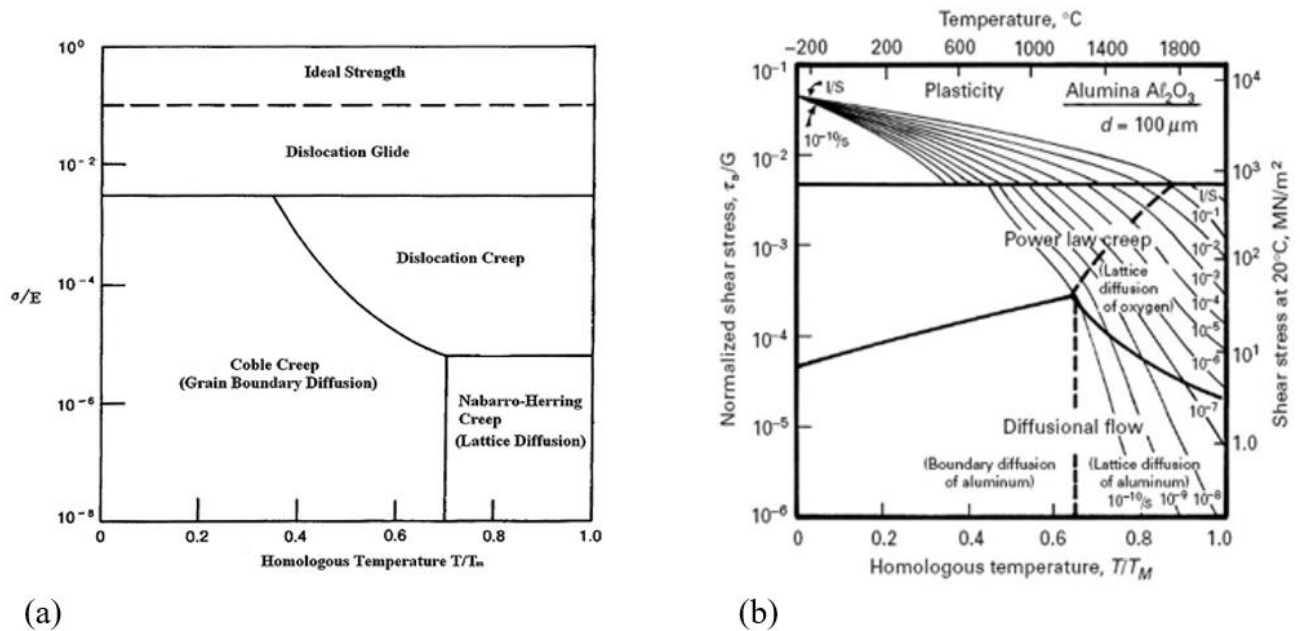 10⁰
Ideal Strength
Dislocation Glide
10⁻²
Dislocation Creep
10⁻⁴
σ/E
Coble Creep
(Grain Boundary Diffusion)
10⁻⁶
Nabarro-Herring
Creep
(Lattice Diffusion)
10⁻⁸
0.2 0.4 0.6 0.8 1.0
Homologous Temperature T/Tₘ
(a)
Temperature, °C
−200 200 600 1000 1400 1800
10⁻¹
10⁴
I/S
Plasticity
Alumina Aℓ₂O₃
d = 100 μm
10⁻¹⁰/s
10⁻²
10³
I/S
10⁻¹
10⁻²
10⁻³
10⁻⁴
10⁻⁵
10⁻⁶
10⁻⁷
Power law creep
(Lattice
diffusion
of oxygen)
10⁻³
10²
10⁻⁴
10¹
10⁻⁵
1.0
Diffusional flow
(Boundary diffusion
of aluminum)
(Lattice diffusion
of aluminum)
10⁻¹⁰/s 10⁻⁹ 10⁻⁸
10⁻⁶
0 0.2 0.4 0.6 0.8 1.0
Homologous temperature, T/T_M
Normalized shear stress, τₛ/G
Shear stress at 20°C, MN/m²
(b)